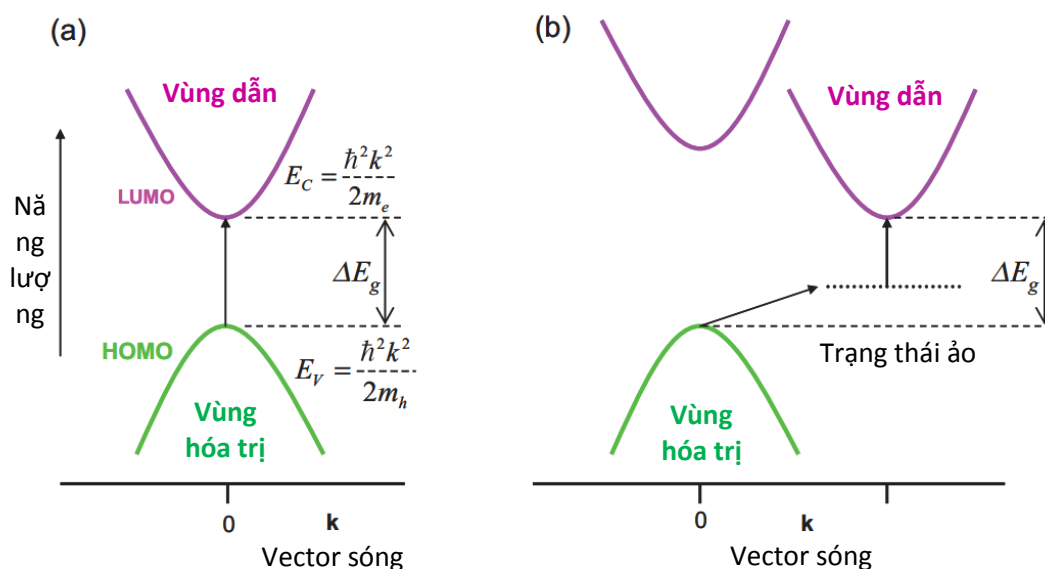 (a)
Vùng dẫn
LUMO
E_C = ħ²k²/2m_e
Nă
ng
lượ
ng
ΔE_g
HOMO
E_V = ħ²k²/2m_h
Vùng
hóa trị
0
k
Vector sóng
(b)
Vùng dẫn
ΔE_g
Trạng thái ảo
Vùng
hóa trị
0
k
Vector sóng